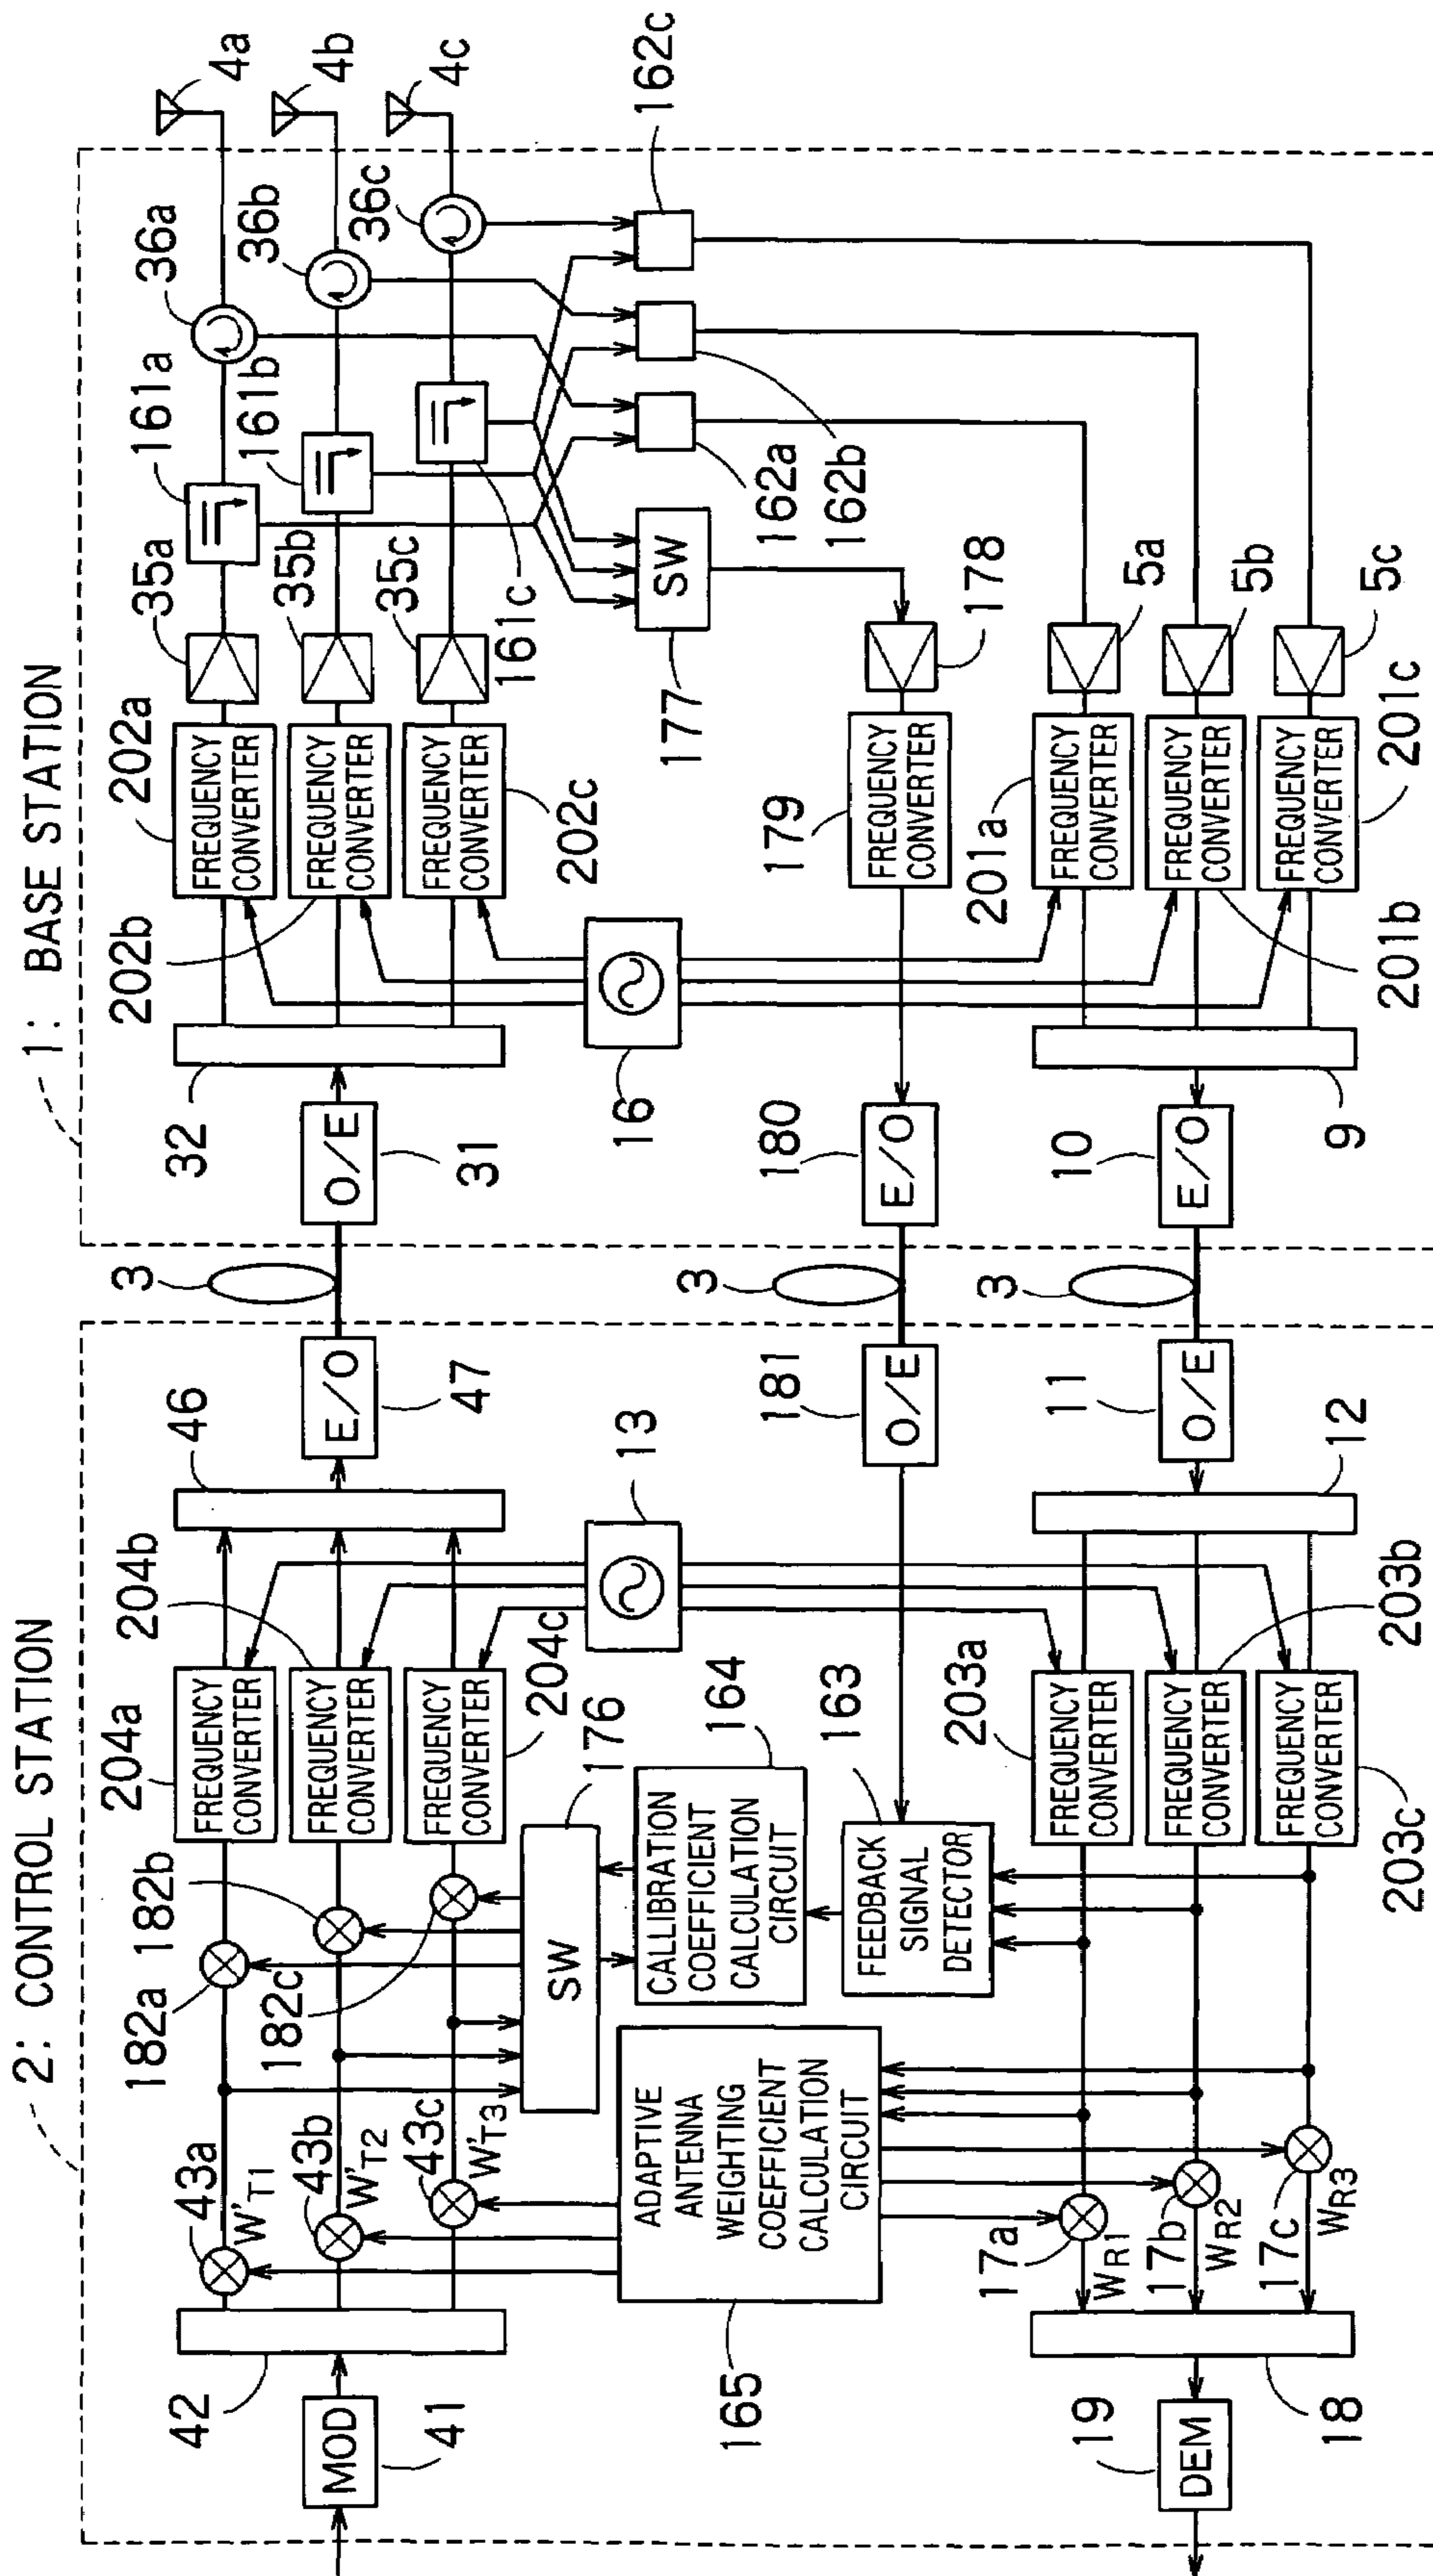 2: CONTROL STATION
1: BASE STATION
43a
W'T1
182a
204a
FREQUENCY
CONVERTER
42
43b
W'T2
182b
204b
FREQUENCY
CONVERTER
46
MOD
41
43c
W'T3
182c
204c
FREQUENCY
CONVERTER
E/O
47
3
O/E
31
32
202a
FREQUENCY
CONVERTER
35a
161a
36a
4a
202b
FREQUENCY
CONVERTER
35b
161b
36b
4b
202c
FREQUENCY
CONVERTER
35c
161c
36c
4c
SW
176
13
16
SW
177
162a
162b
162c
CALLIBRATION
COEFFICIENT
CALCULATION
CIRCUIT
164
ADAPTIVE
ANTENNA
WEIGHTING
COEFFICIENT
CALCULATION
CIRCUIT
165
FEEDBACK
SIGNAL
DETECTOR
163
O/E
181
3
E/O
180
FREQUENCY
CONVERTER
179
178
17a
WR1
203a
FREQUENCY
CONVERTER
201a
FREQUENCY
CONVERTER
5a
DEM
19
17b
WR2
203b
FREQUENCY
CONVERTER
O/E
11
3
E/O
10
201b
FREQUENCY
CONVERTER
5b
18
17c
WR3
203c
FREQUENCY
CONVERTER
12
9
201c
FREQUENCY
CONVERTER
5c